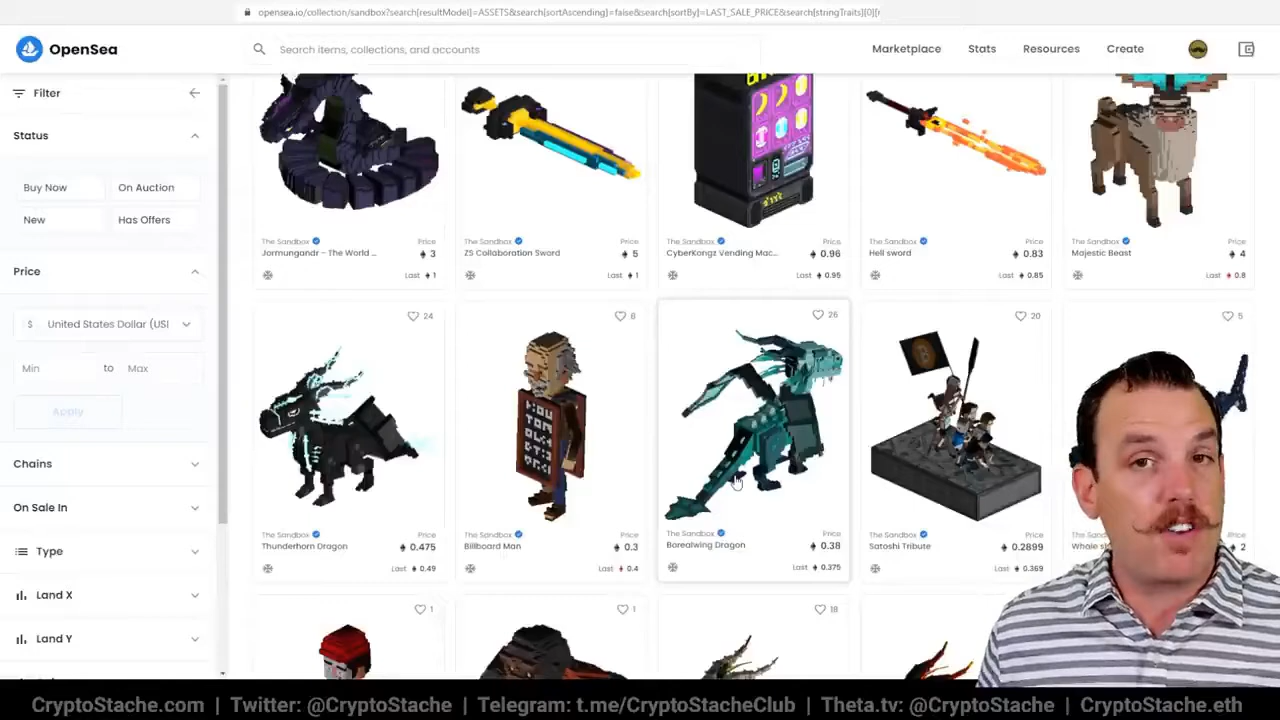 opensea.io/collection/sandbox?search[resultModel]=ASSETS&search[sortAscending]=false&search[sortBy]=LAST_SALE_PRICE&search[stringTraits][0][
OpenSea
Search items, collections, and accounts
Marketplace
Stats
Resources
Create
Filter
Status
Buy Now
On Auction
New
Has Offers
Price
$ United States Dollar (USI
Min to Max
Apply
Chains
On Sale In
Type
Land X
Land Y
The Sandbox Price
Jormungandr - The World ... 3
Last 1
The Sandbox Price
ZS Collaboration Sword 5
Last 1
The Sandbox Price
CyberKongz Vending Mac... 0.96
Last 0.95
The Sandbox Price
Hell sword 0.83
Last 0.85
The Sandbox Price
Majestic Beast 4
Last 0.8
24
The Sandbox Price
Thunderhorn Dragon 0.475
Last 0.49
8
The Sandbox Price
Billboard Man 0.3
Last 0.4
26
The Sandbox Price
Borealwing Dragon 0.38
Last 0.375
20
The Sandbox Price
Satoshi Tribute 0.2899
Last 0.369
5
The
Whale
2
1
1
18
CryptoStache.com | Twitter: @CryptoStache | Telegram: t.me/CryptoStacheClub | Theta.tv: @CryptoStache | CryptoStache.eth